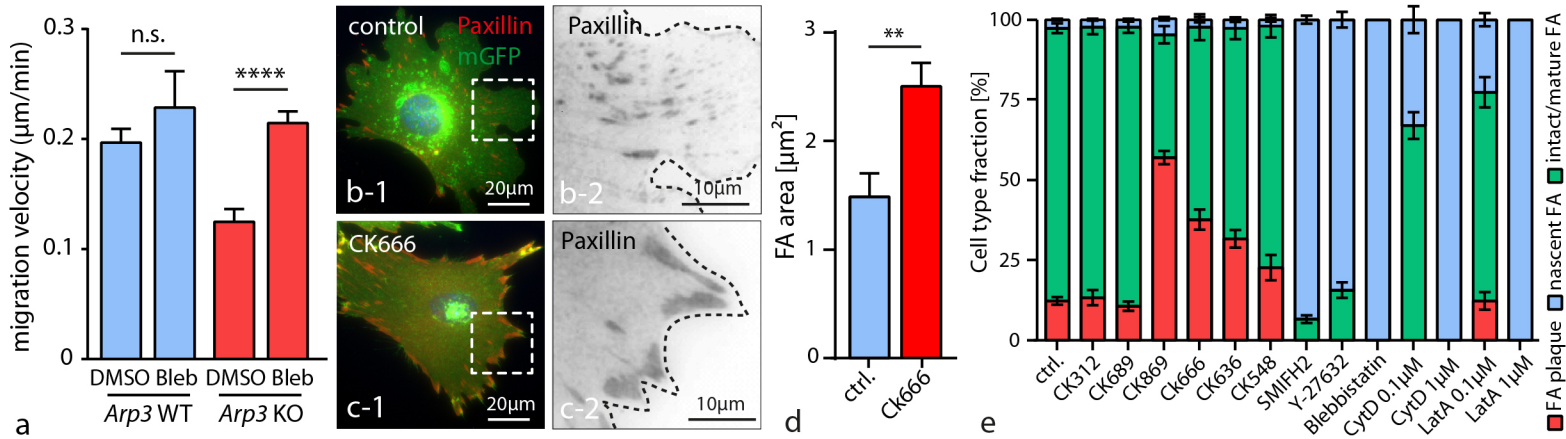 a
migration velocity (µm/min)
0.3
0.2
0.1
0
n.s.
****
DMSO Bleb DMSO Bleb
Arp3 WT Arp3 KO
control
Paxillin
mGFP
b-1
20µm
Paxillin
b-2
10µm
CK666
c-1
20µm
Paxillin
c-2
10µm
d
FA area [µm²]
3
2
1
0
**
ctrl.
Ck666
e
Cell type fraction [%]
100
75
50
25
0
ctrl.
CK312
CK689
CK869
Ck666
CK636
CK548
SMIFH2
Y-27632
Blebbistatin
CytD 0.1µM
CytD 1µM
LatA 0.1µM
LatA 1µM
FA plaque
nascent FA
intact/mature FA